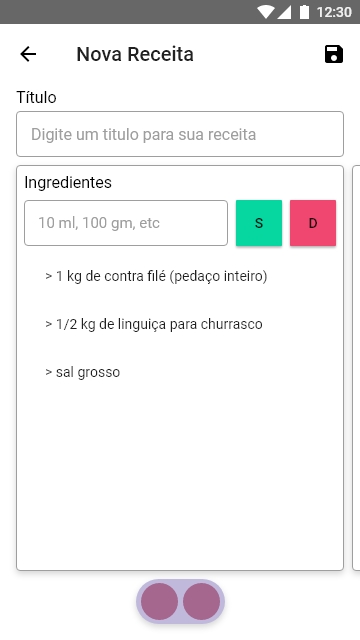 12:30
Nova Receita
Título
Digite um titulo para sua receita
Ingredientes
10 ml, 100 gm, etc
S
D
> 1 kg de contra filé (pedaço inteiro)
> 1/2 kg de linguiça para churrasco
> sal grosso